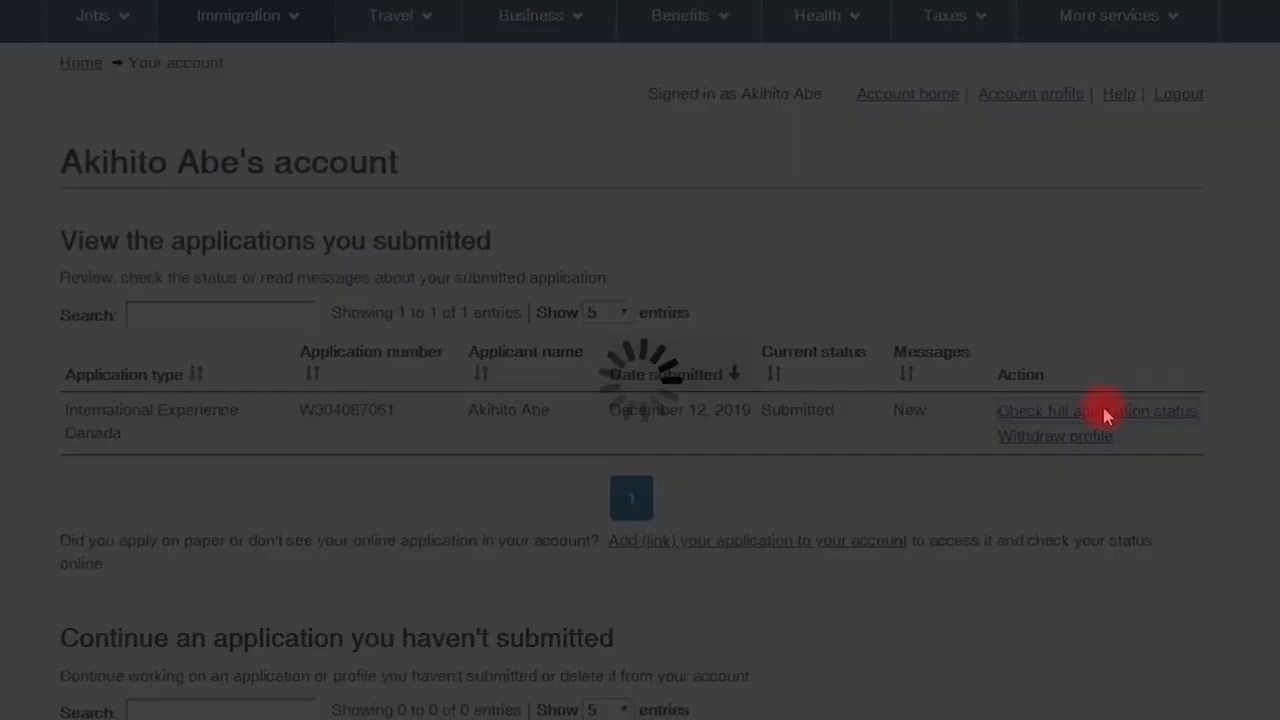 Jobs Immigration Travel Business Benefits Health Taxes More services
Home Your account
Signed in as Akihito Abe Account home | Account profile | Help | Logout
Akihito Abe's account
View the applications you submitted
Review, check the status or read messages about your submitted application
Search: Showing 1 to 1 of 1 entries | Show 5 entries
Application type Application number Applicant name Date submitted Current status Messages Action
International Experience W304087061 Akihito Abe December 12, 2019 Submitted New Check full application status
Canada Withdraw profile
1
Did you apply on paper or don't see your online application in your account? Add (link) your application to your account to access it and check your status
online
Continue an application you haven't submitted
Continue working on an application or profile you haven't submitted or delete it from your account
Search: Showing 0 to 0 of 0 entries | Show 5 entries